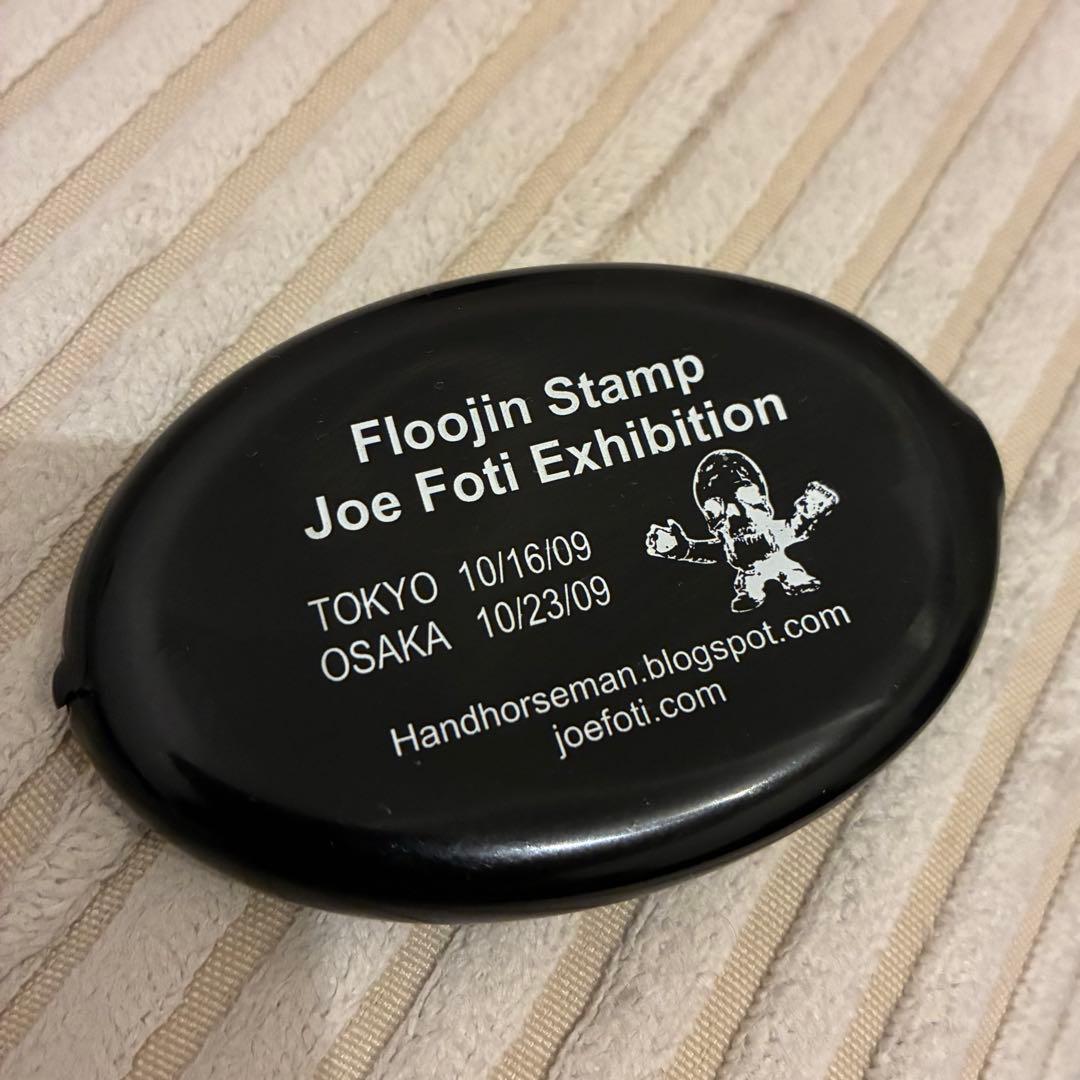 Floojin Stamp
Joe Foti Exhibition
TOKYO 10/16/09
OSAKA 10/23/09
Handhorseman.blogspot.com
joefoti.com